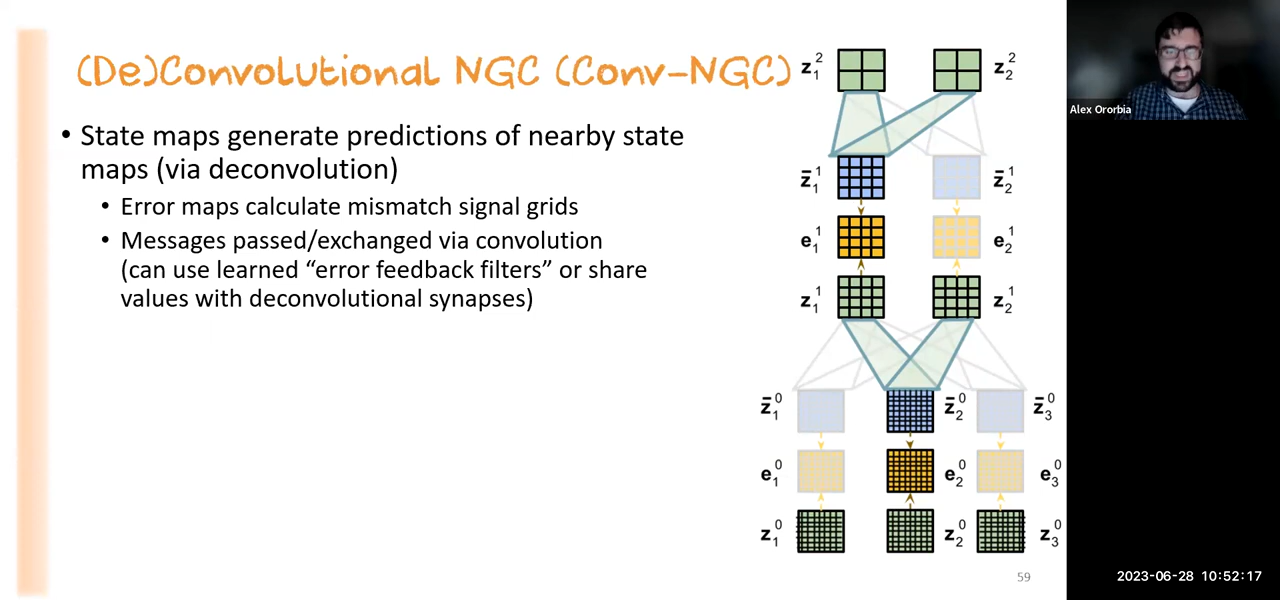 (De)Convolutional NGC (Conv-NGC)
• State maps generate predictions of nearby state
maps (via deconvolution)
• Error maps calculate mismatch signal grids
• Messages passed/exchanged via convolution
(can use learned “error feedback filters” or share
values with deconvolutional synapses)
z₁² z₂²
z̄₁¹ z̄₂¹
e₁¹ e₂¹
z₁¹ z₂¹
z̄₁⁰ z̄₂⁰ z̄₃⁰
e₁⁰ e₂⁰ e₃⁰
z₁⁰ z₂⁰ z₃⁰
59
Alex Ororbia
2023-06-28 10:52:17